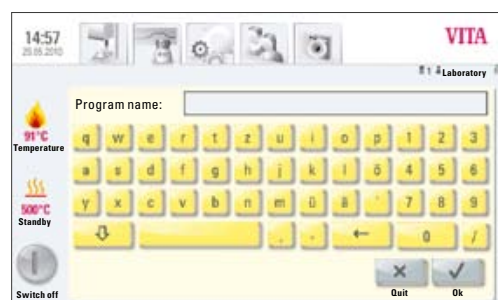 14:57
25.05.2010
VITA
1 Laboratory
Program name:
91°C
Temperature
q w e r t z u i o p 1 2 3
a s d f g h j k l ö 4 5 6
500°C
Standby
y x c v b n m ü ä ' 7 8 9
. - ← 0 /
Switch off
Quit
Ok